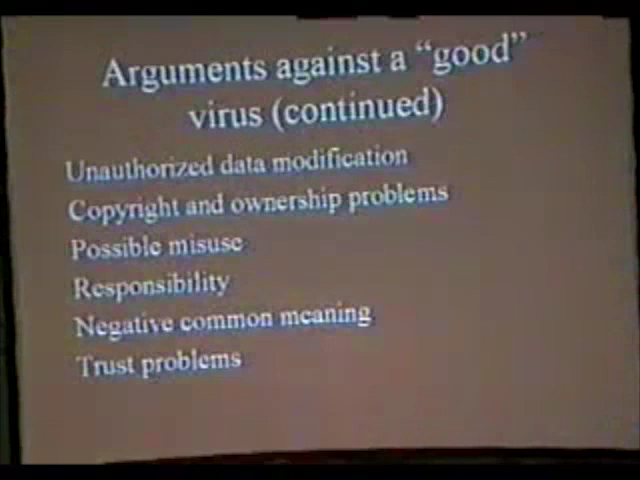 Arguments against a “good”
virus (continued)
Unauthorized data modification
Copyright and ownership problems
Possible misuse
Responsibility
Negative common meaning
Trust problems